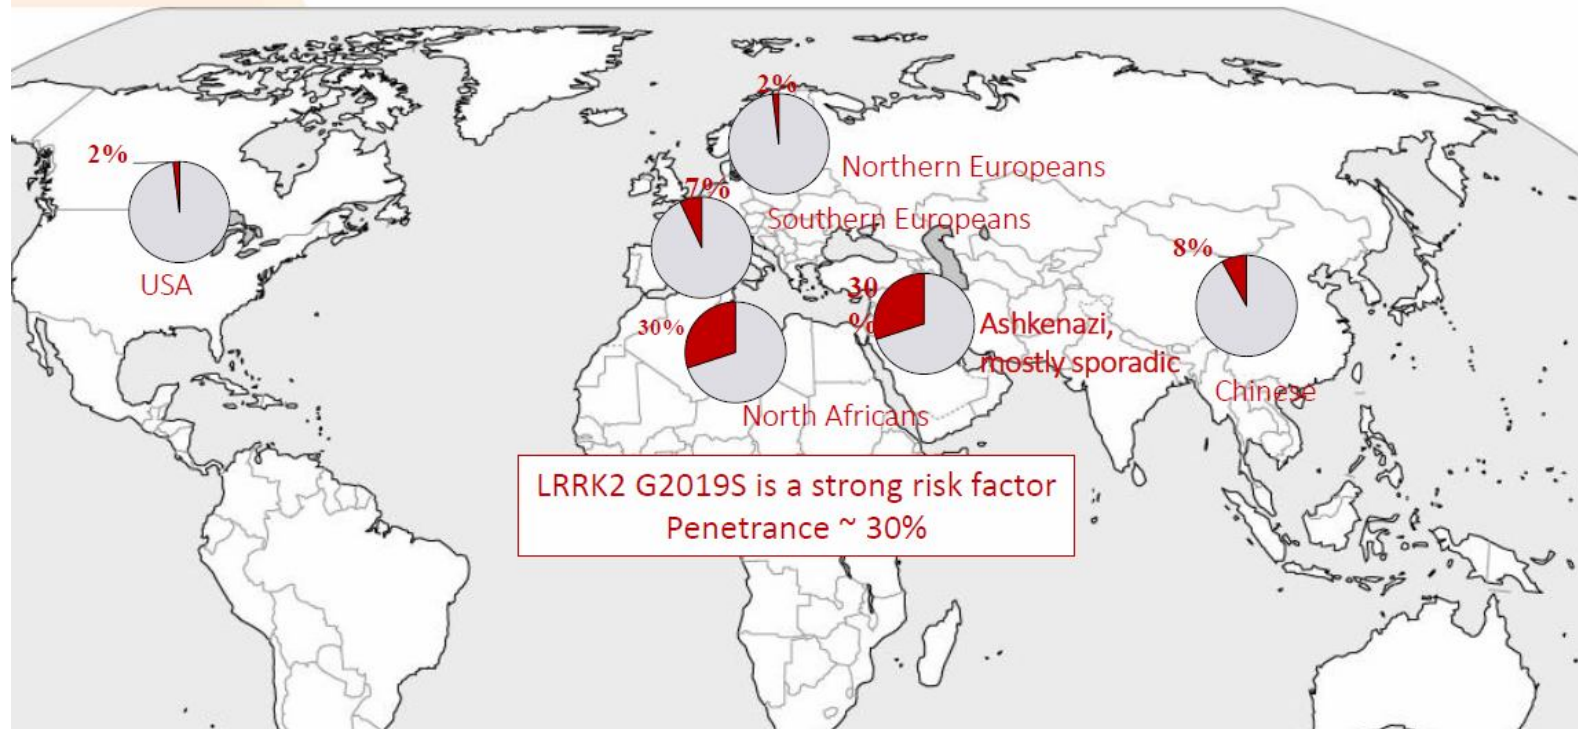 2%
Northern Europeans
2%
7%
Southern Europeans
USA
8%
30
%
Ashkenazi,
mostly sporadic
30%
Chinese
North Africans
LRRK2 G2019S is a strong risk factor
Penetrance ~ 30%